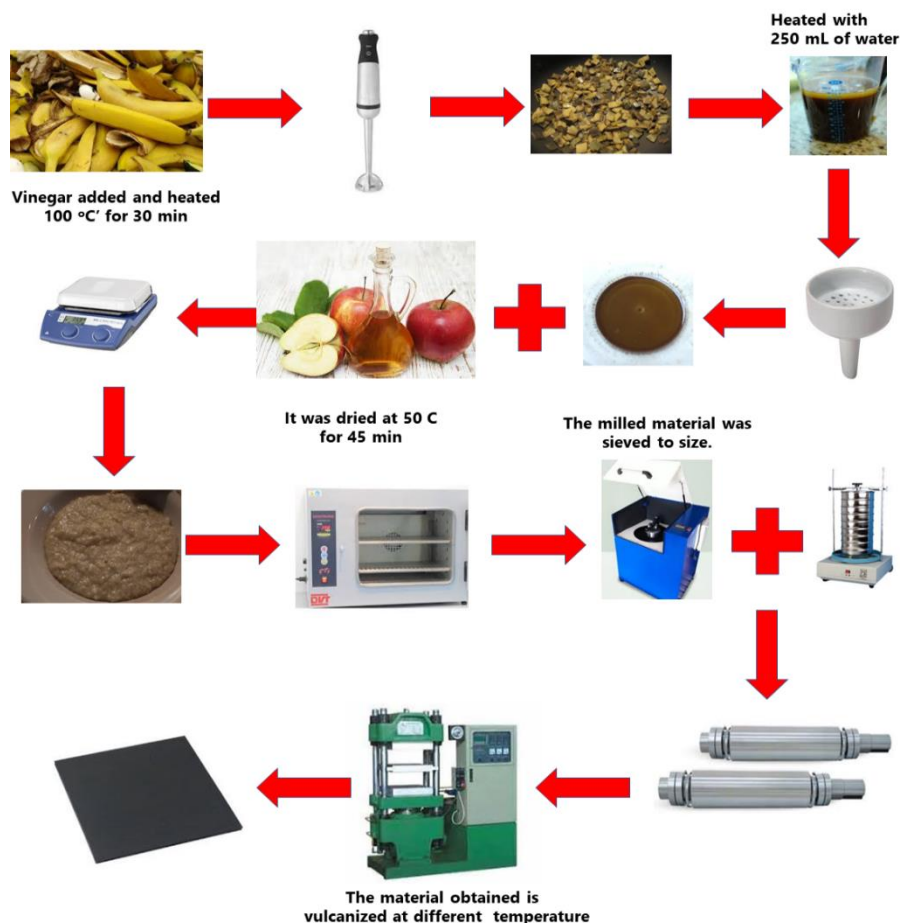 Heated with
250 mL of water
Vinegar added and heated
100 ºC’ for 30 min
It was dried at 50 C
for 45 min
The milled material was
sieved to size.
The material obtained is
vulcanized at different temperature